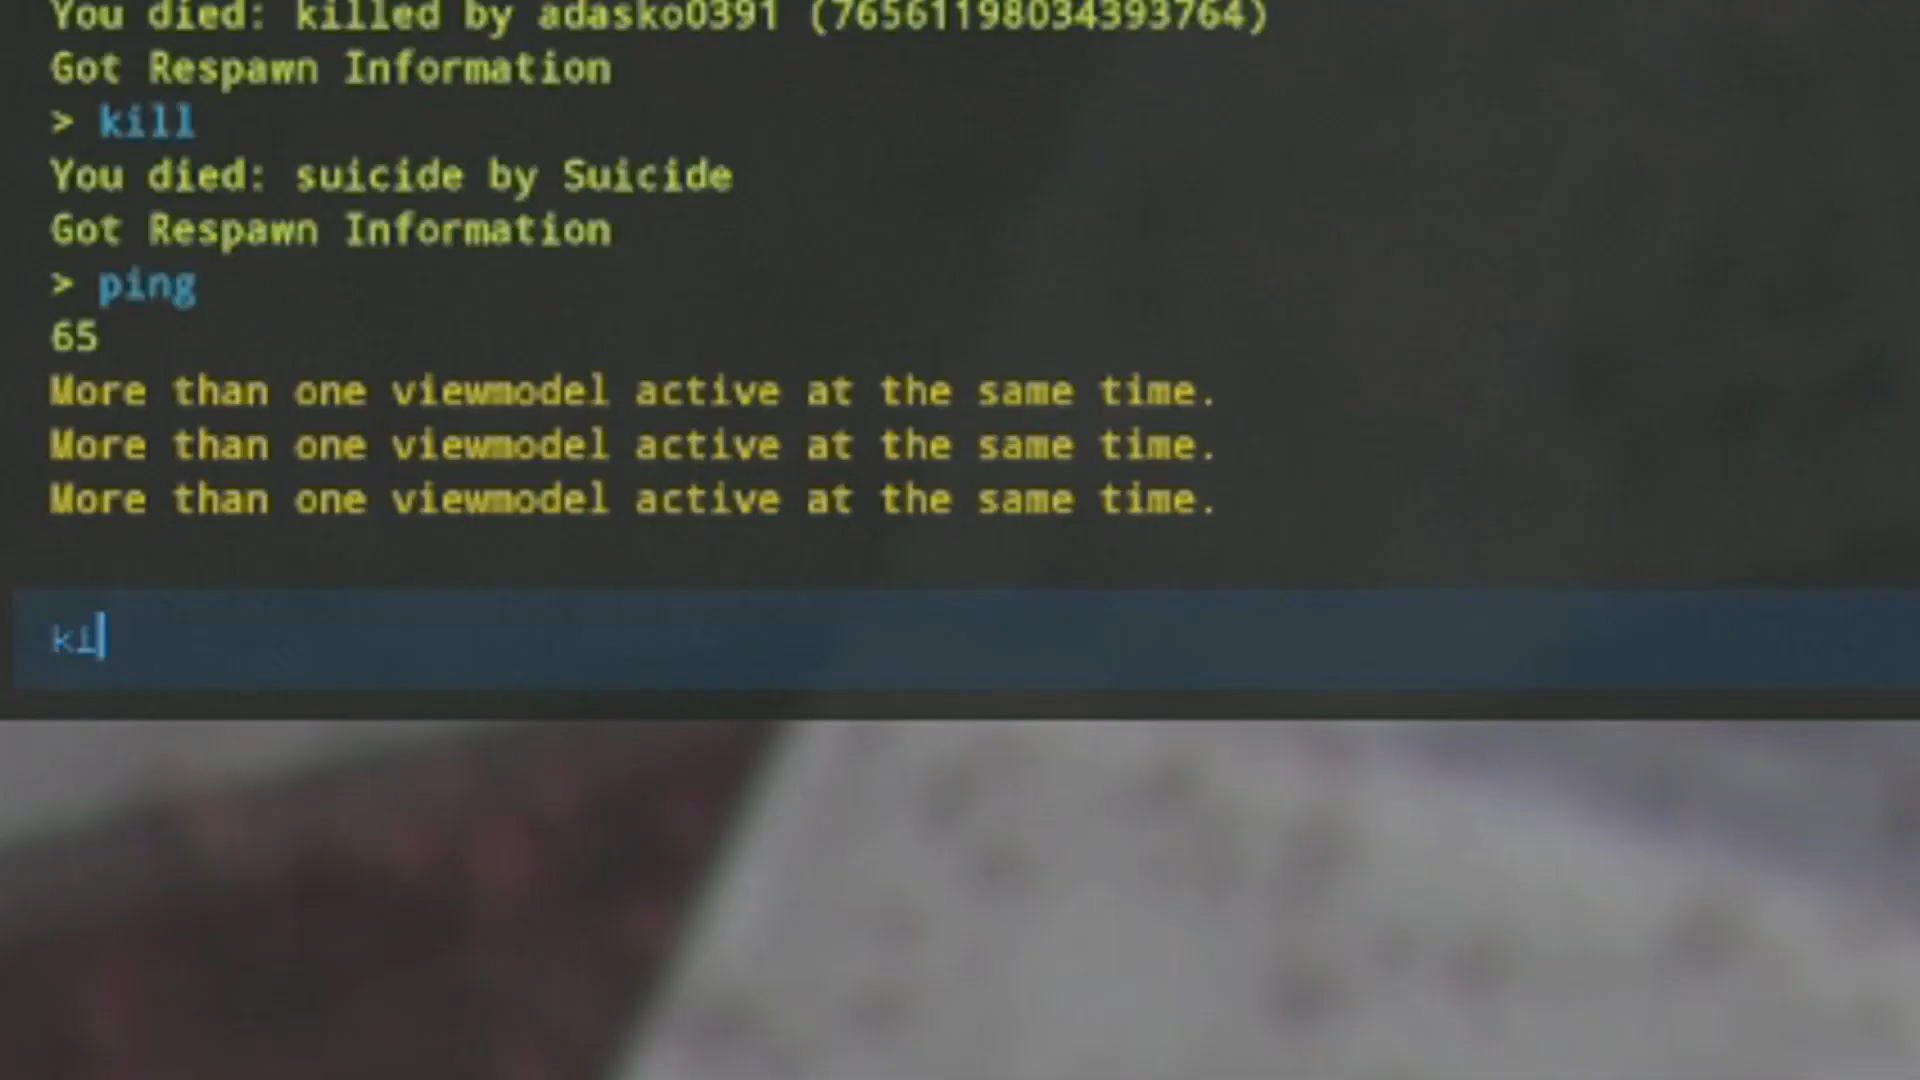 You died: killed by adasko0391 (76561198034393764)
Got Respawn Information
> kill
You died: suicide by Suicide
Got Respawn Information
> ping
65
More than one viewmodel active at the same time.
More than one viewmodel active at the same time.
More than one viewmodel active at the same time.
ki